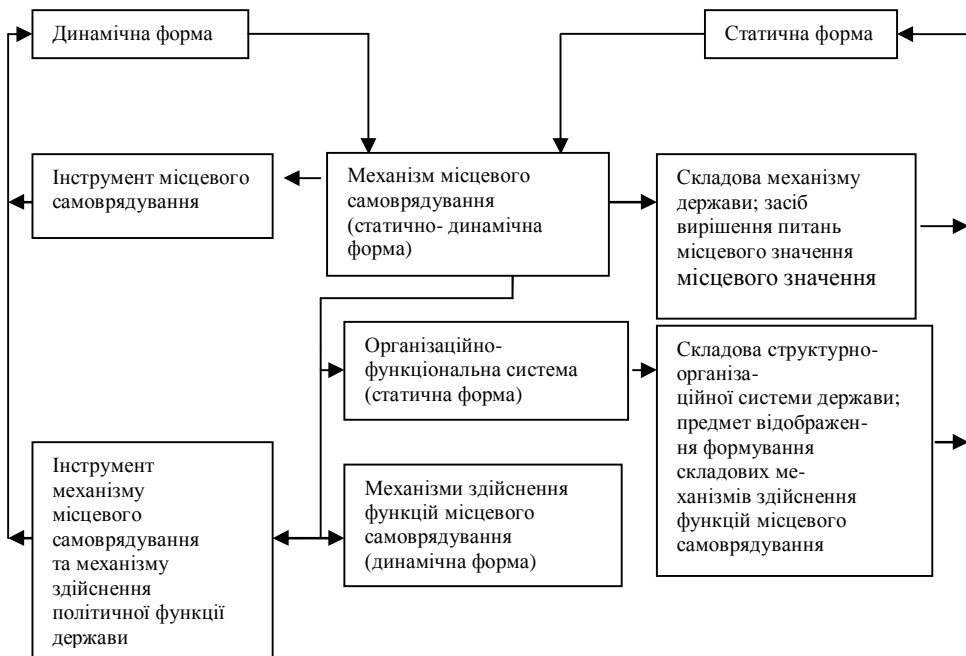 Динамічна форма
Статична форма
Інструмент місцевого
самоврядування
Механізм місцевого
самоврядування
(статично- динамічна
форма)
Складова механізму
держави; засіб
вирішення питань
місцевого значення
місцевого значення
Організаційно-
функціональна система
(статична форма)
Складова структурно-
організа-
ційної системи держави;
предмет відображен-
ня формування
складових ме-
ханізмів здійснення
функцій місцевого
самоврядування
Інструмент
механізму
місцевого
самоврядування
та механізму
здійснення
політичної функції
держави
Механізми здійснення
функцій місцевого
самоврядування
(динамічна форма)